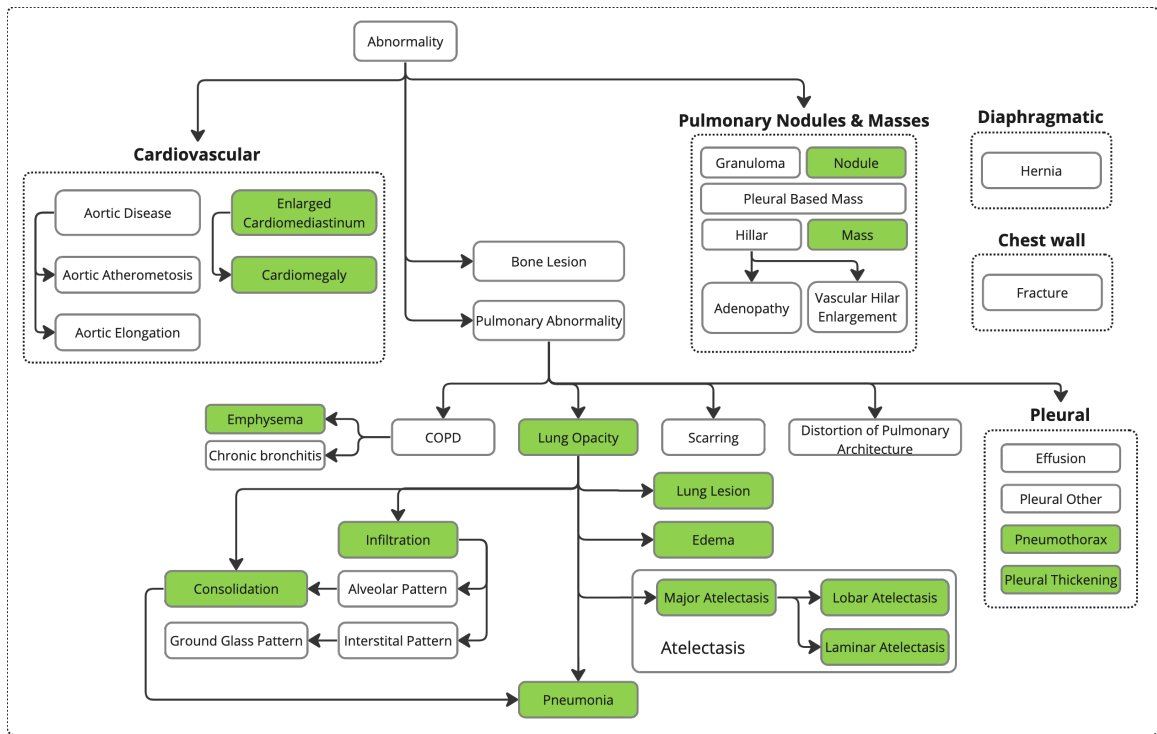 Abnormality
Cardiovascular
Aortic Disease
Enlarged
Cardiomediastinum
Aortic Atherometosis
Cardiomegaly
Aortic Elongation
Bone Lesion
Pulmonary Abnormality
Pulmonary Nodules & Masses
Granuloma
Nodule
Pleural Based Mass
Hillar
Mass
Adenopathy
Vascular Hilar
Enlargement
Diaphragmatic
Hernia
Chest wall
Fracture
Emphysema
Chronic bronchitis
COPD
Lung Opacity
Scarring
Distortion of Pulmonary
Architecture
Pleural
Effusion
Pleural Other
Pneumothorax
Pleural Thickening
Lung Lesion
Infiltration
Edema
Consolidation
Alveolar Pattern
Ground Glass Pattern
Interstital Pattern
Major Atelectasis
Lobar Atelectasis
Atelectasis
Laminar Atelectasis
Pneumonia